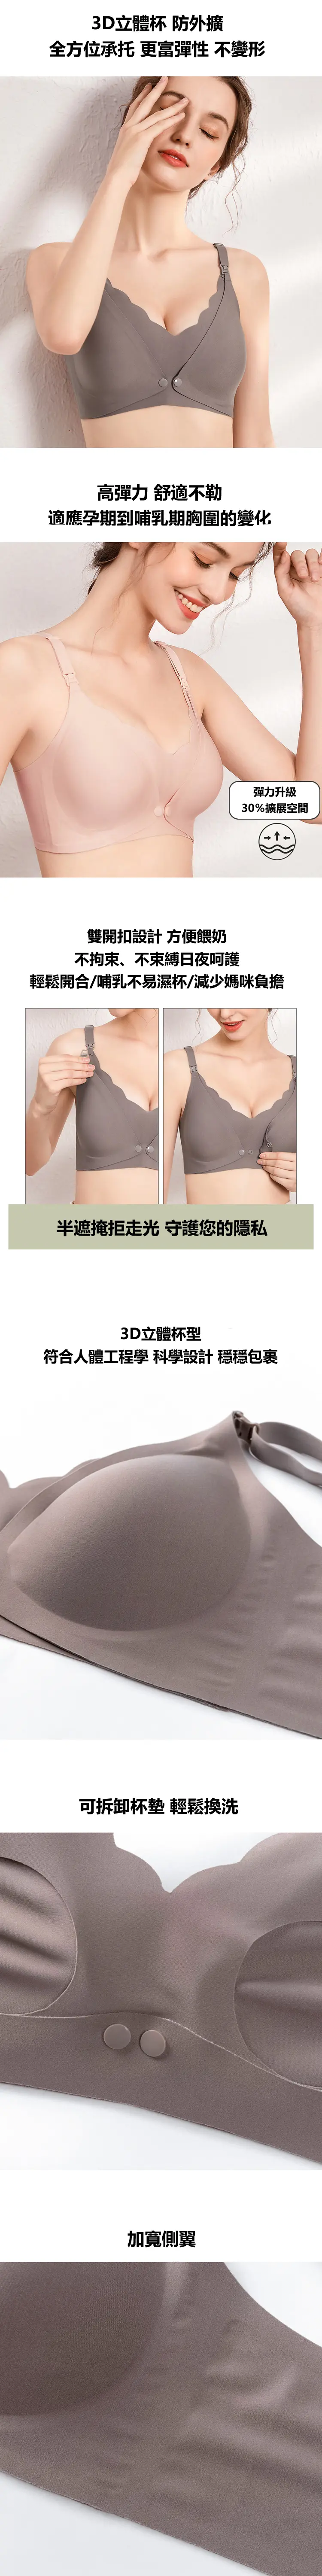 3D立體杯 防外擴
全方位承托 更富彈性 不變形
高彈力 舒適不勒
適應孕期到哺乳期胸圍的變化
彈力升級
30%擴展空間
雙開扣設計 方便餵奶
不拘束、不束縛日夜呵護
輕鬆開合/哺乳不易濕杯/減少媽咪負擔
半遮掩拒走光 守護您的隱私
3D立體杯型
符合人體工程學 科學設計 穩穩包裹
可拆卸杯墊 輕鬆換洗
加寬側翼